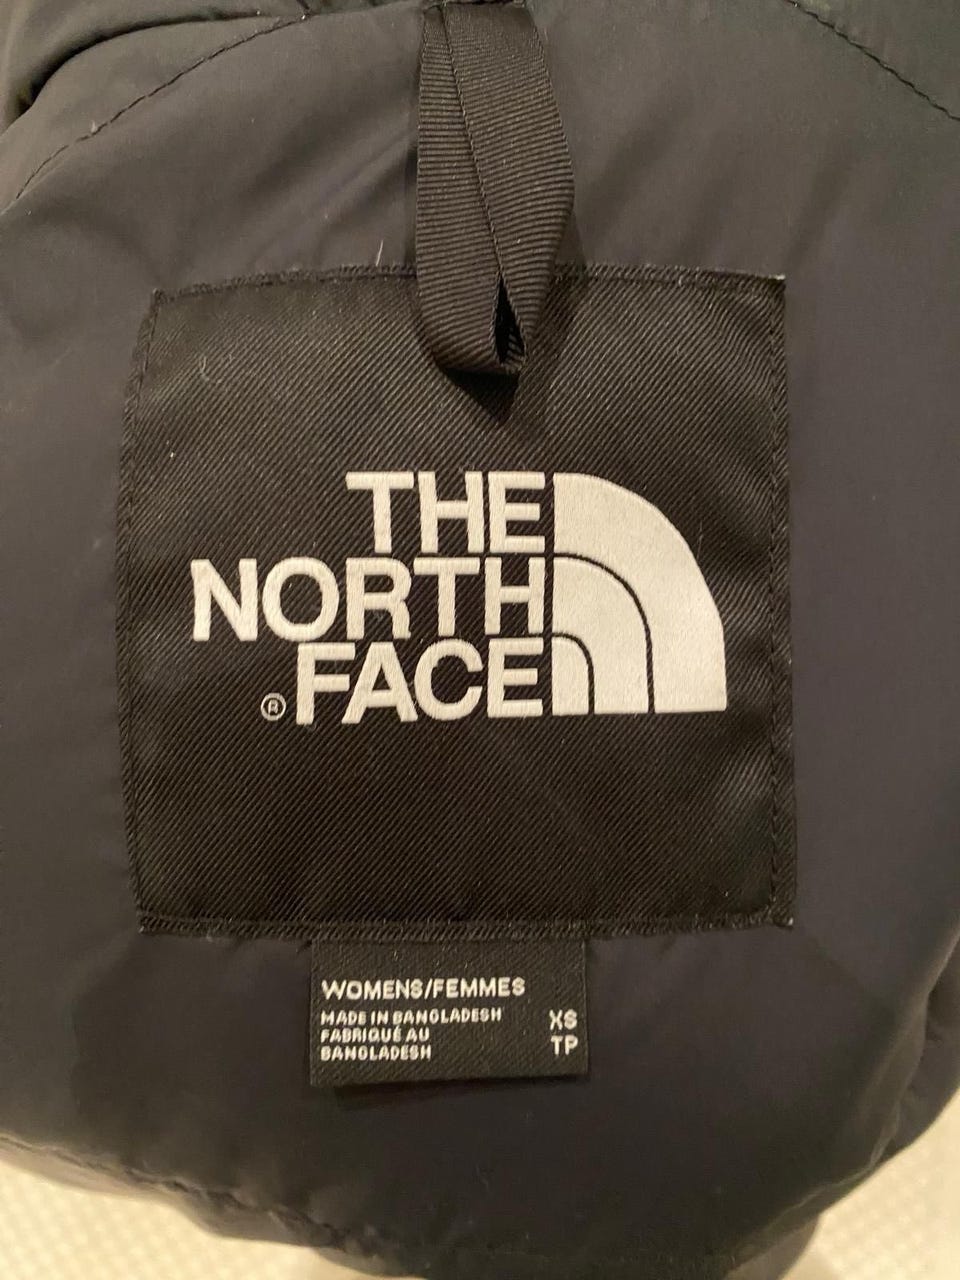 THE
NORTH
®FACE
WOMENS/FEMMES
MADE IN BANGLADESH XS
FABRIQUÉ AU TP
BANGLADESH